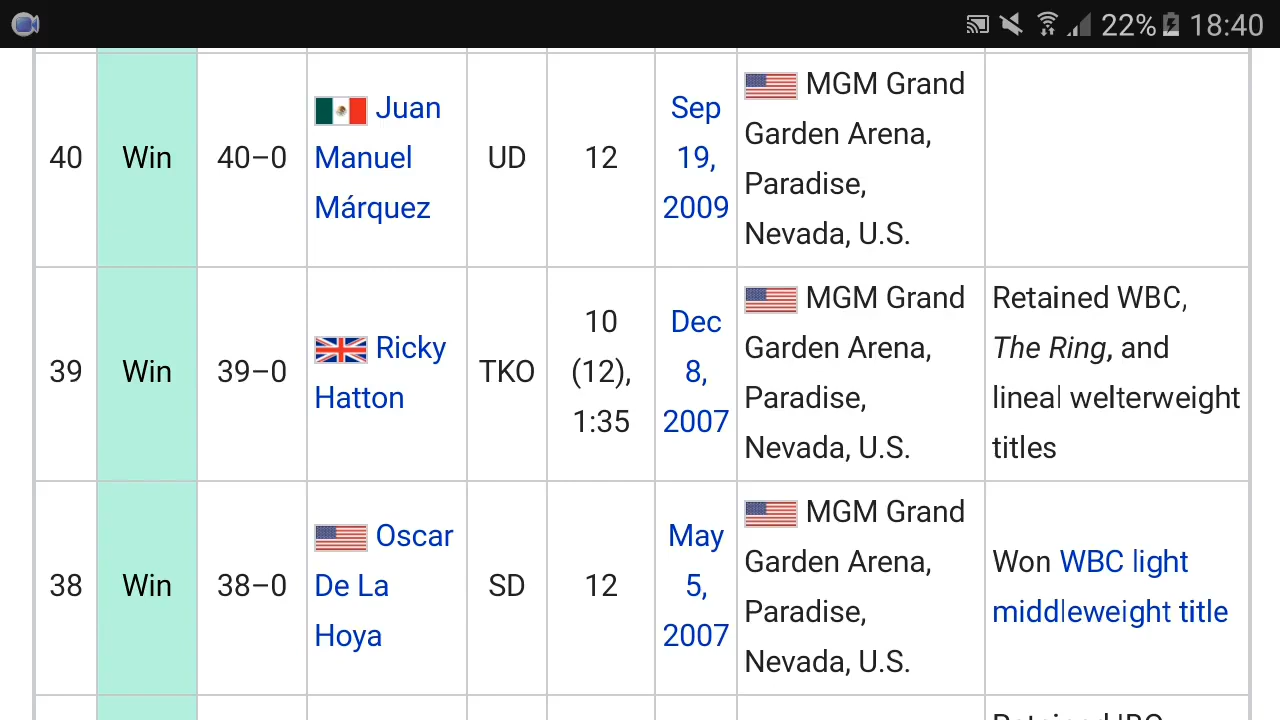 22% 18:40
40 Win 40–0 Juan Manuel Márquez UD 12 Sep 19, 2009 MGM Grand Garden Arena, Paradise, Nevada, U.S.
39 Win 39–0 Ricky Hatton TKO 10 (12), 1:35 Dec 8, 2007 MGM Grand Garden Arena, Paradise, Nevada, U.S. Retained WBC, The Ring, and lineal welterweight titles
38 Win 38–0 Oscar De La Hoya SD 12 May 5, 2007 MGM Grand Garden Arena, Paradise, Nevada, U.S. Won WBC light middleweight title